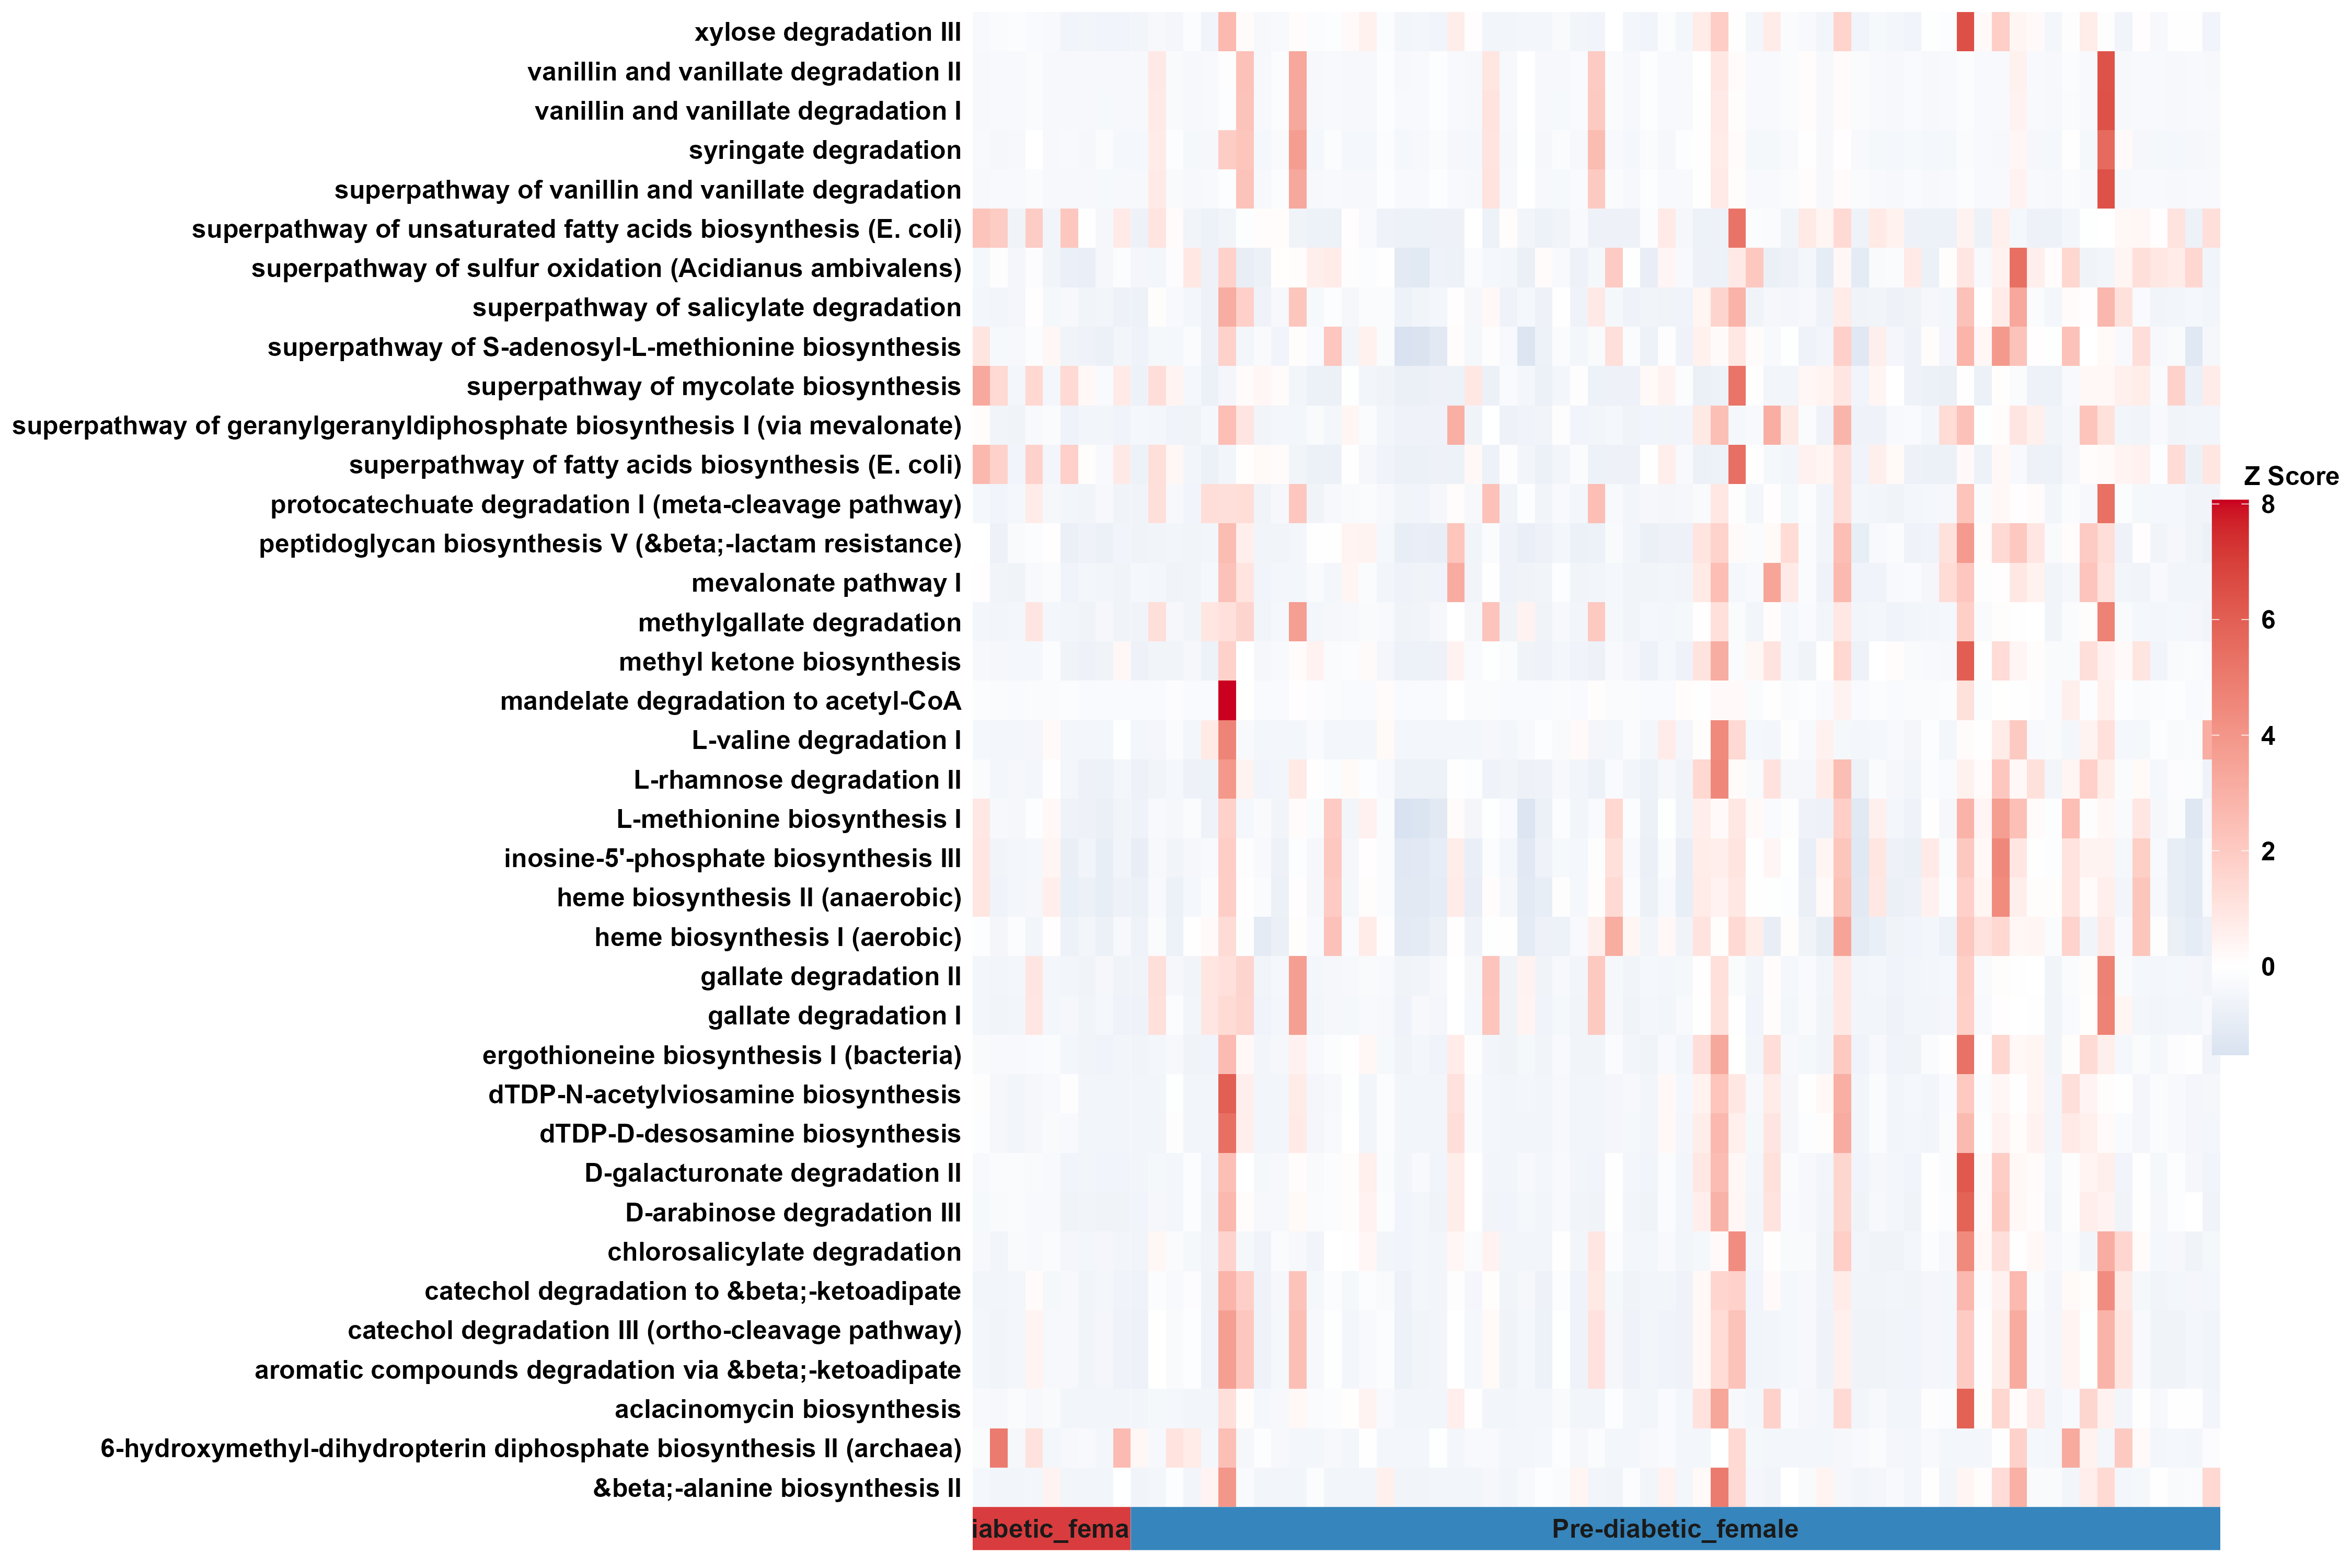 xylose degradation III
vanillin and vanillate degradation II
vanillin and vanillate degradation I
syringate degradation
superpathway of vanillin and vanillate degradation
superpathway of unsaturated fatty acids biosynthesis (E. coli)
superpathway of sulfur oxidation (Acidianus ambivalens)
superpathway of salicylate degradation
superpathway of S-adenosyl-L-methionine biosynthesis
superpathway of mycolate biosynthesis
superpathway of geranylgeranyldiphosphate biosynthesis I (via mevalonate)
superpathway of fatty acids biosynthesis (E. coli)
protocatechuate degradation I (meta-cleavage pathway)
peptidoglycan biosynthesis V (&beta;-lactam resistance)
mevalonate pathway I
methylgallate degradation
methyl ketone biosynthesis
mandelate degradation to acetyl-CoA
L-valine degradation I
L-rhamnose degradation II
L-methionine biosynthesis I
inosine-5'-phosphate biosynthesis III
heme biosynthesis II (anaerobic)
heme biosynthesis I (aerobic)
gallate degradation II
gallate degradation I
ergothioneine biosynthesis I (bacteria)
dTDP-N-acetylviosamine biosynthesis
dTDP-D-desosamine biosynthesis
D-galacturonate degradation II
D-arabinose degradation III
chlorosalicylate degradation
catechol degradation to &beta;-ketoadipate
catechol degradation III (ortho-cleavage pathway)
aromatic compounds degradation via &beta;-ketoadipate
aclacinomycin biosynthesis
6-hydroxymethyl-dihydropterin diphosphate biosynthesis II (archaea)
&beta;-alanine biosynthesis II
iabetic_fema
Pre-diabetic_female
Z Score
8
6
4
2
0